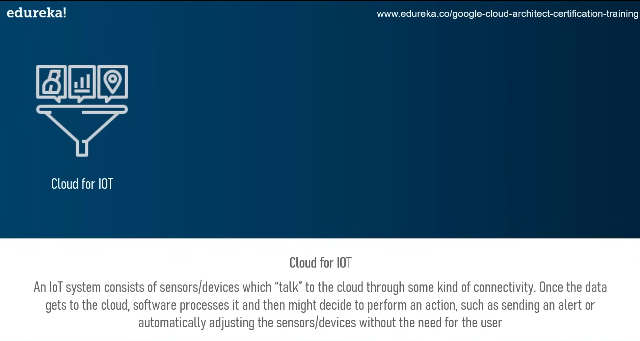 edureka!
www.edureka.co/google-cloud-architect-certification-training
Cloud for IOT
Cloud for IOT
An IoT system consists of sensors/devices which “talk” to the cloud through some kind of connectivity. Once the data
gets to the cloud, software processes it and then might decide to perform an action, such as sending an alert or
automatically adjusting the sensors/devices without the need for the user